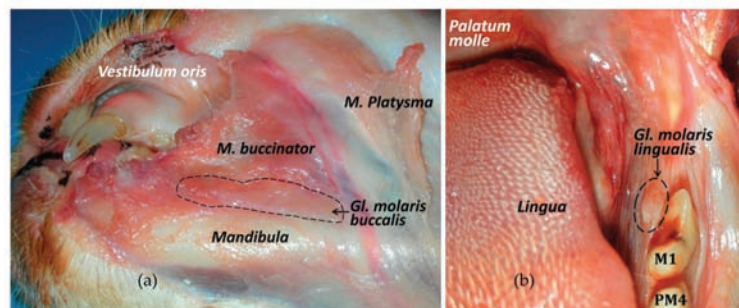 Vestibulum oris
M. Platysma
M. buccinator
Gl. molaris
buccalis
Mandibula
(a)
Palatum
molle
Gl. molaris
lingualis
Lingua
M1
(b)
PM4